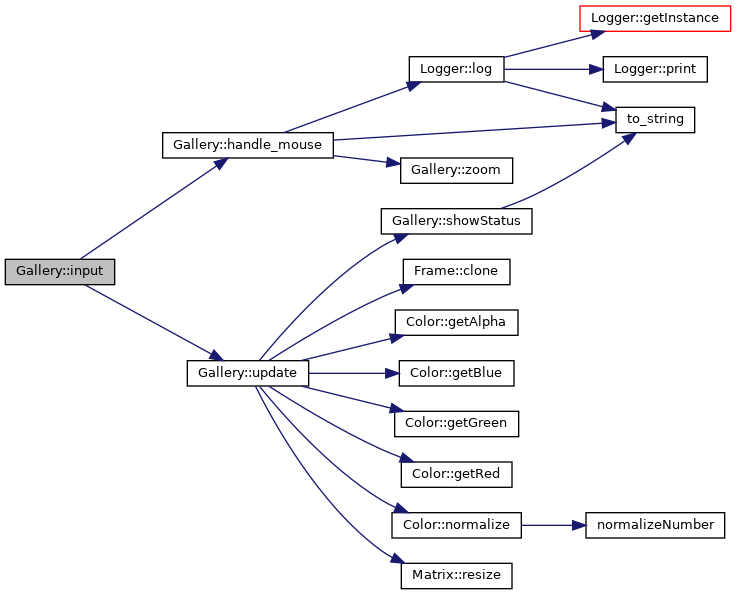 Logger::getInstance
Logger::log
Logger::print
to_string
Gallery::handle_mouse
Gallery::zoom
Gallery::showStatus
Gallery::input
Frame::clone
Color::getAlpha
Gallery::update
Color::getBlue
Color::getGreen
Color::getRed
Color::normalize
normalizeNumber
Matrix::resize